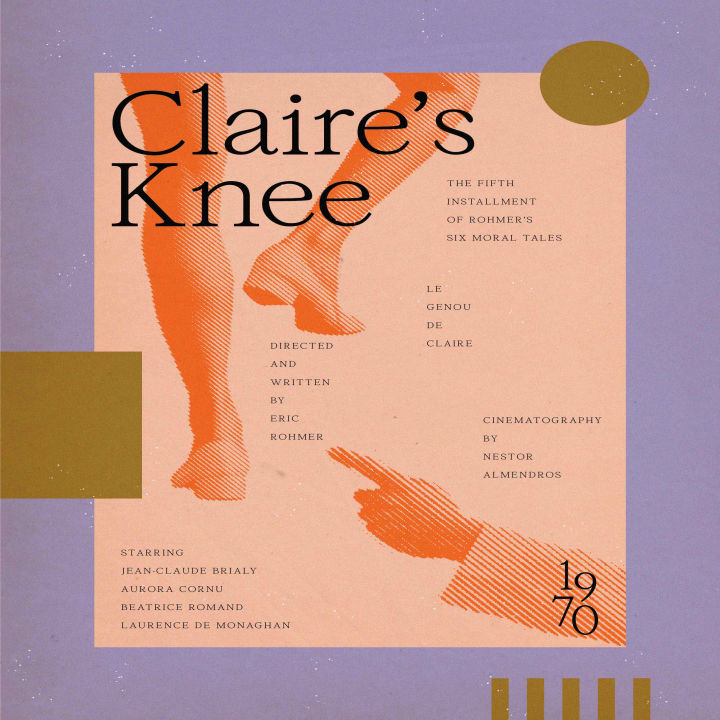 Claire's
Knee
THE FIFTH
INSTALLMENT
OF ROHMER'S
SIX MORAL TALES
LE
GENOU
DE
CLAIRE
DIRECTED
AND
WRITTEN
BY
ERIC
ROHMER
CINEMATOGRAPHY
BY
NESTOR
ALMENDROS
STARRING
JEAN-CLAUDE BRIALY
AURORA CORNU
BEATRICE ROMAND
LAURENCE DE MONAGHAN
19
70